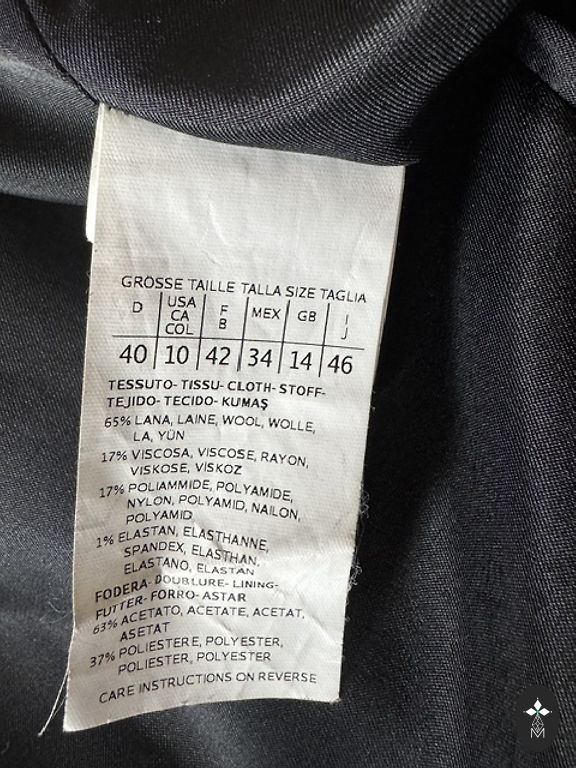 GRÖSSE TAILLE TALLA SIZE TAGLIA
D | USA CA COL | F B | MEX | GB | I J
40 | 10 | 42 | 34 | 14 | 46
TESSUTO- TISSU- CLOTH- STOFF-
TEJIDO- TECIDO- KUMAŞ
65% LANA, LAINE, WOOL, WOLLE,
LA, YÜN
17% VISCOSA, VISCOSE, RAYON,
VISKOSE, VISKOZ
17% POLIAMMIDE, POLYAMIDE,
NYLON, POLYAMID, NAILON,
POLYAMID
1% ELASTAN, ELASTHANNE,
SPANDEX, ELASTHAN,
ELASTANO, ELASTAN
FODERA- DOUBLURE- LINING-
FUTTER- FORRO- ASTAR
63% ACETATO, ACETATE, ACETAT,
ASETAT
37% POLIESTERE, POLYESTER,
POLIESTER, POLYESTER
CARE INSTRUCTIONS ON REVERSE
M